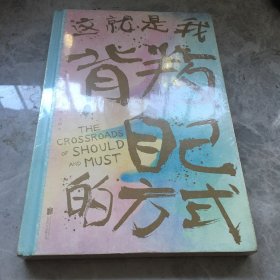 这就是我
背叛
THE
CROSSROADS
OF SHOULD
AND MUST
自己
的方式